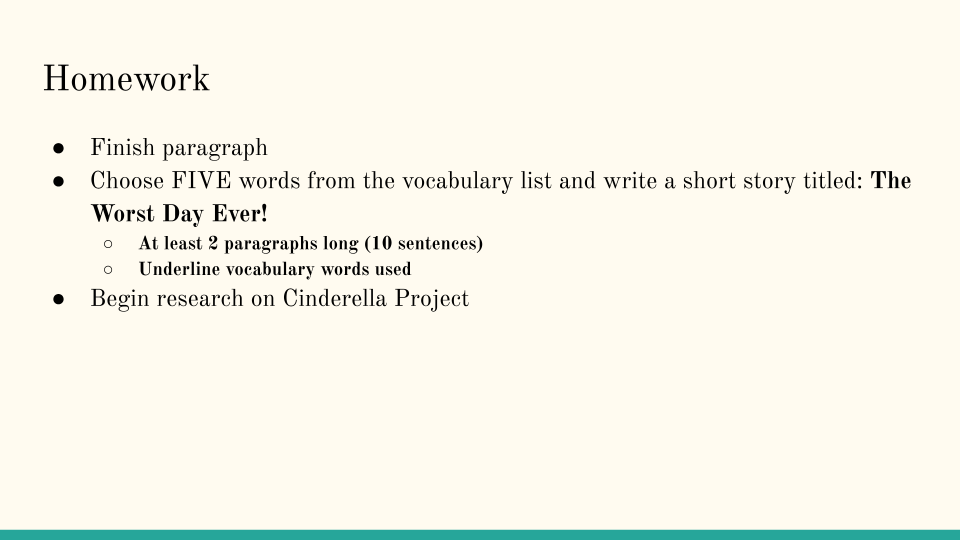 Homework
● Finish paragraph
● Choose FIVE words from the vocabulary list and write a short story titled: The
Worst Day Ever!
○ At least 2 paragraphs long (10 sentences)
○ Underline vocabulary words used
● Begin research on Cinderella Project